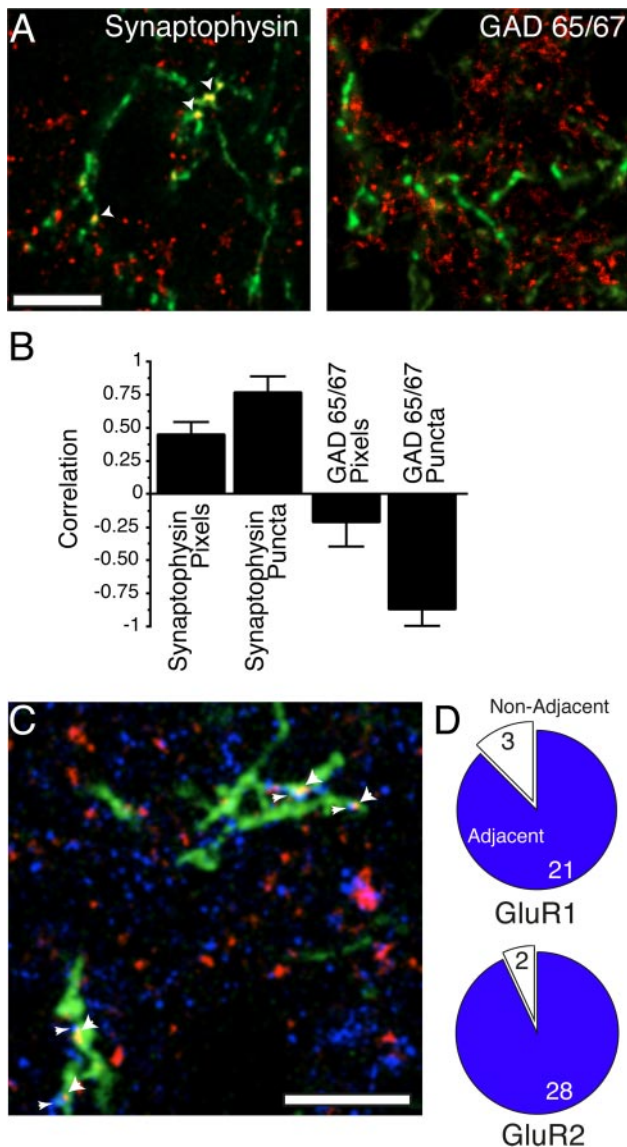 A
Synaptophysin
GAD 65/67
B
Correlation
1
0.75
0.50
0.25
0
-0.25
-0.50
-0.75
-1
Synaptophysin
Pixels
Synaptophysin
Puncta
GAD 65/67
Pixels
GAD 65/67
Puncta
C
D
Non-Adjacent
3
Adjacent
21
GluR1
2
28
GluR2